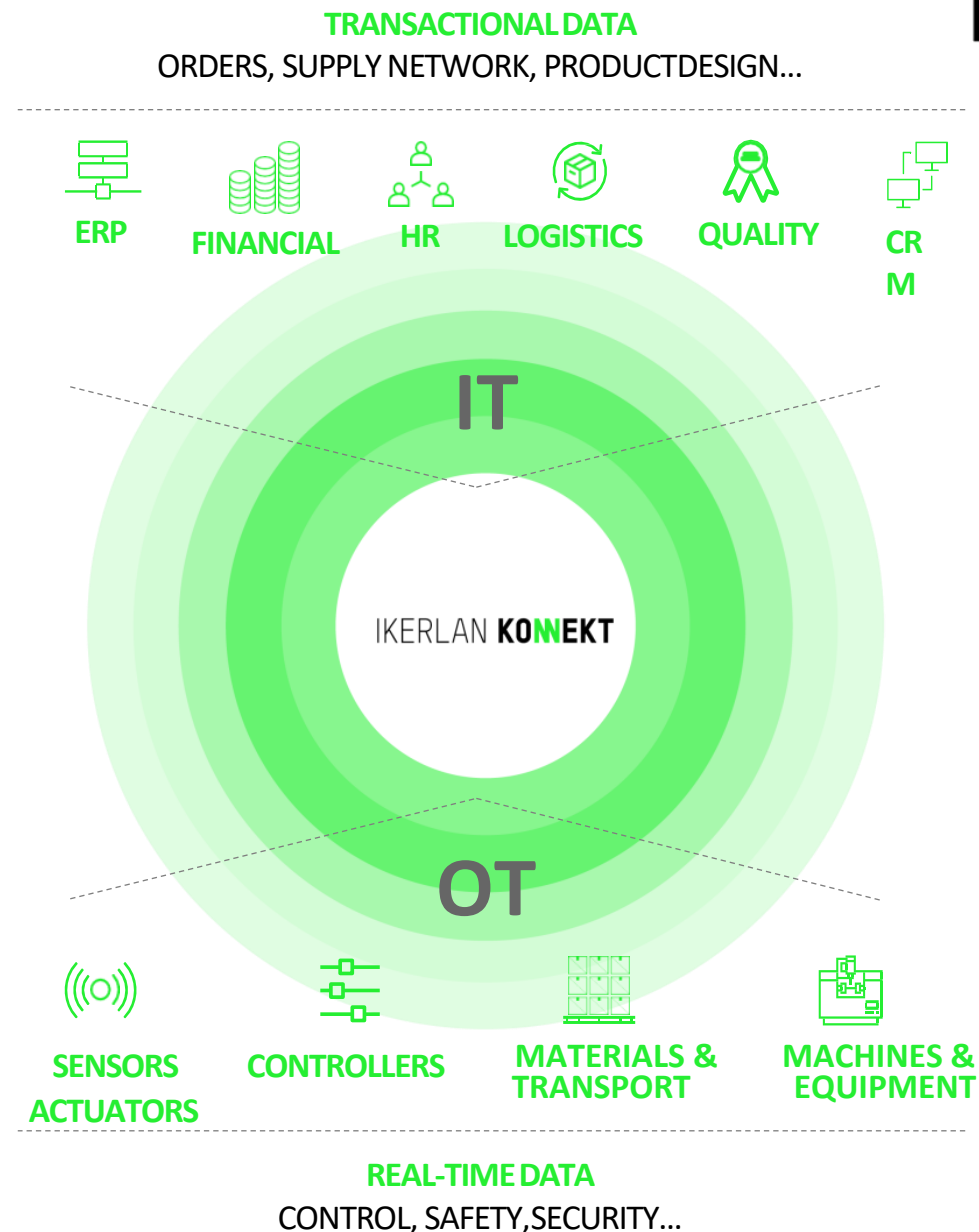 TRANSACTIONAL DATA
ORDERS, SUPPLY NETWORK, PRODUCTDESIGN...
ERP
FINANCIAL
HR
LOGISTICS
QUALITY
CR
M
IT
IKERLAN KONNEKT
OT
SENSORS
ACTUATORS
CONTROLLERS
MATERIALS &
TRANSPORT
MACHINES &
EQUIPMENT
REAL-TIME DATA
CONTROL, SAFETY,SECURITY...